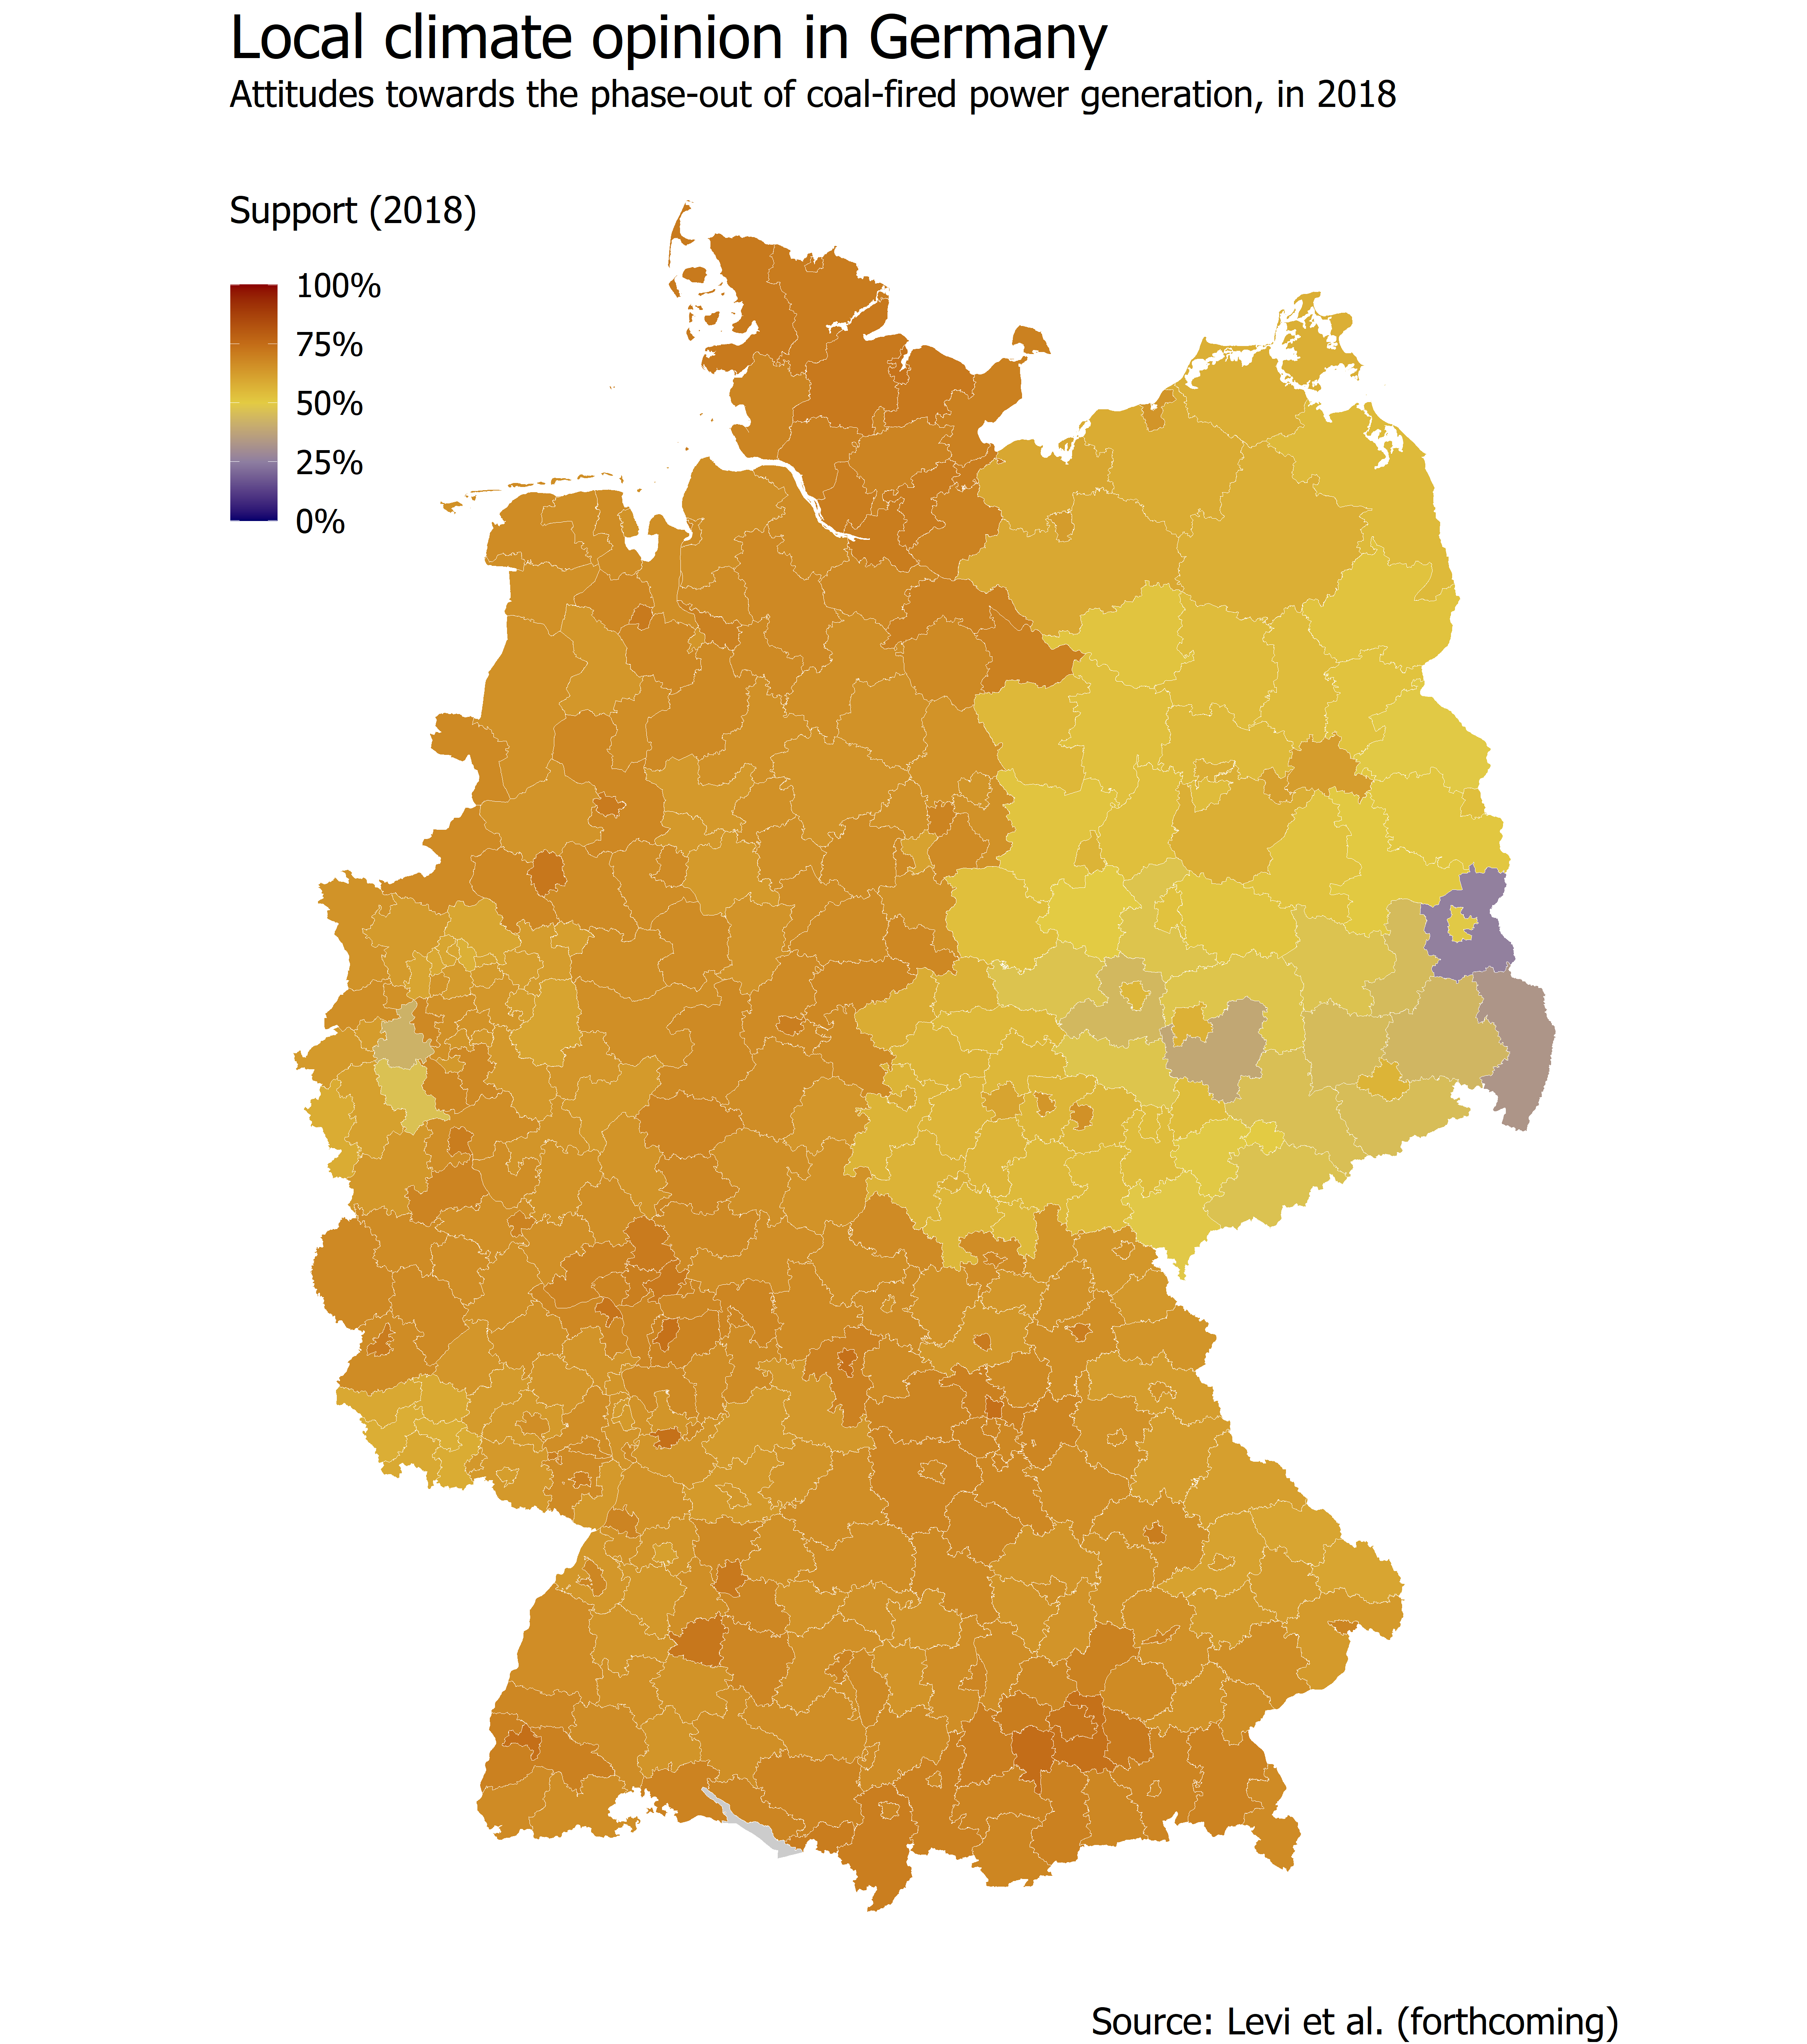 Local climate opinion in Germany
Attitudes towards the phase-out of coal-fired power generation, in 2018
Support (2018)
100%
75%
50%
25%
0%
Source: Levi et al. (forthcoming)